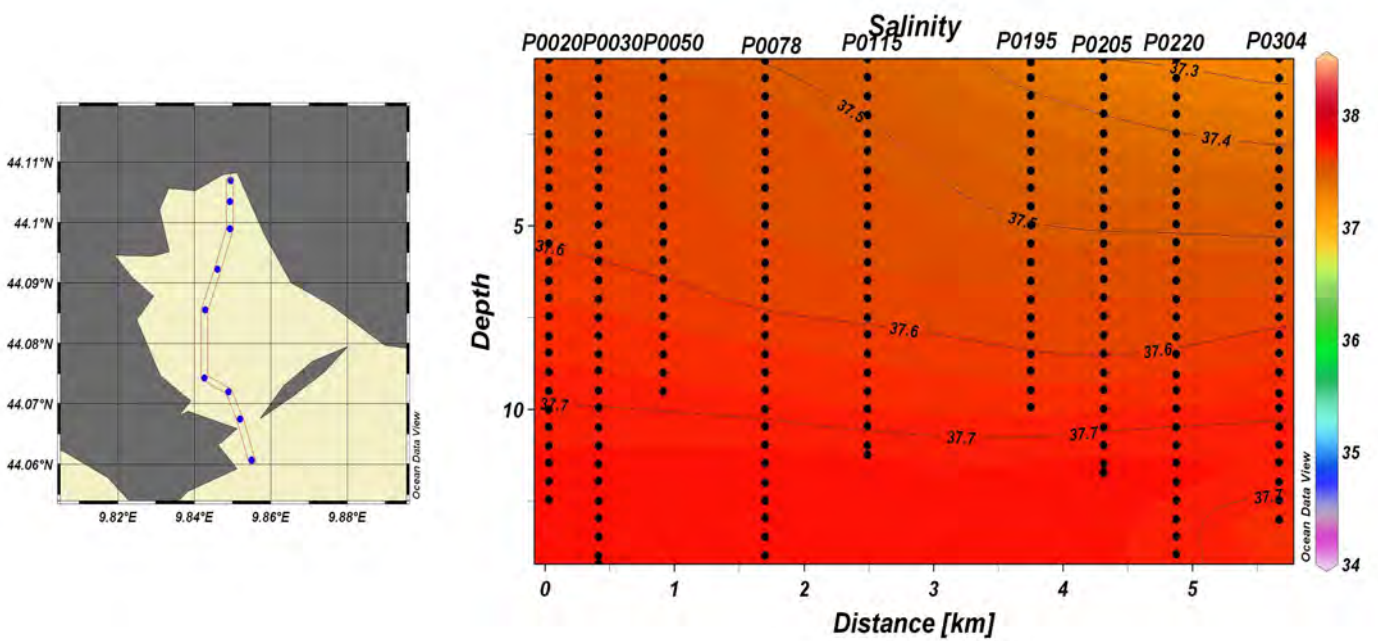 44.11°N
44.1°N
44.09°N
44.08°N
44.07°N
44.06°N
9.82°E 9.84°E 9.86°E 9.88°E
Ocean Data View
Salinity
P0020 P0030 P0050 P0078 P0115 P0195 P0205 P0220 P0304
Depth
5
10
37.3
37.4
37.5
37.5
37.6
37.6
37.6
37.7
37.7
37.7
37.7
0 1 2 3 4 5
Distance [km]
Ocean Data View
38
37
36
35
34